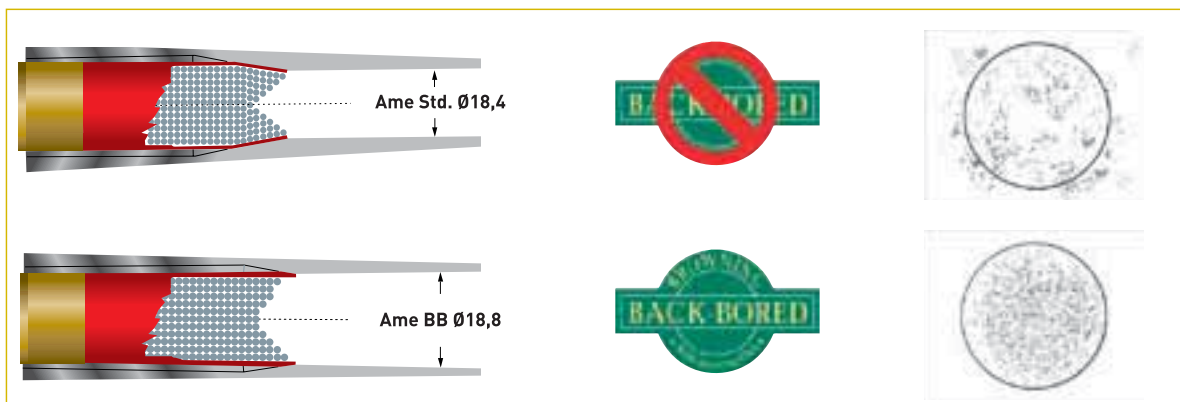 Ame Std. Ø18,4
BACK BORED
Ame BB Ø18,8
BROWNING
BACK BORED